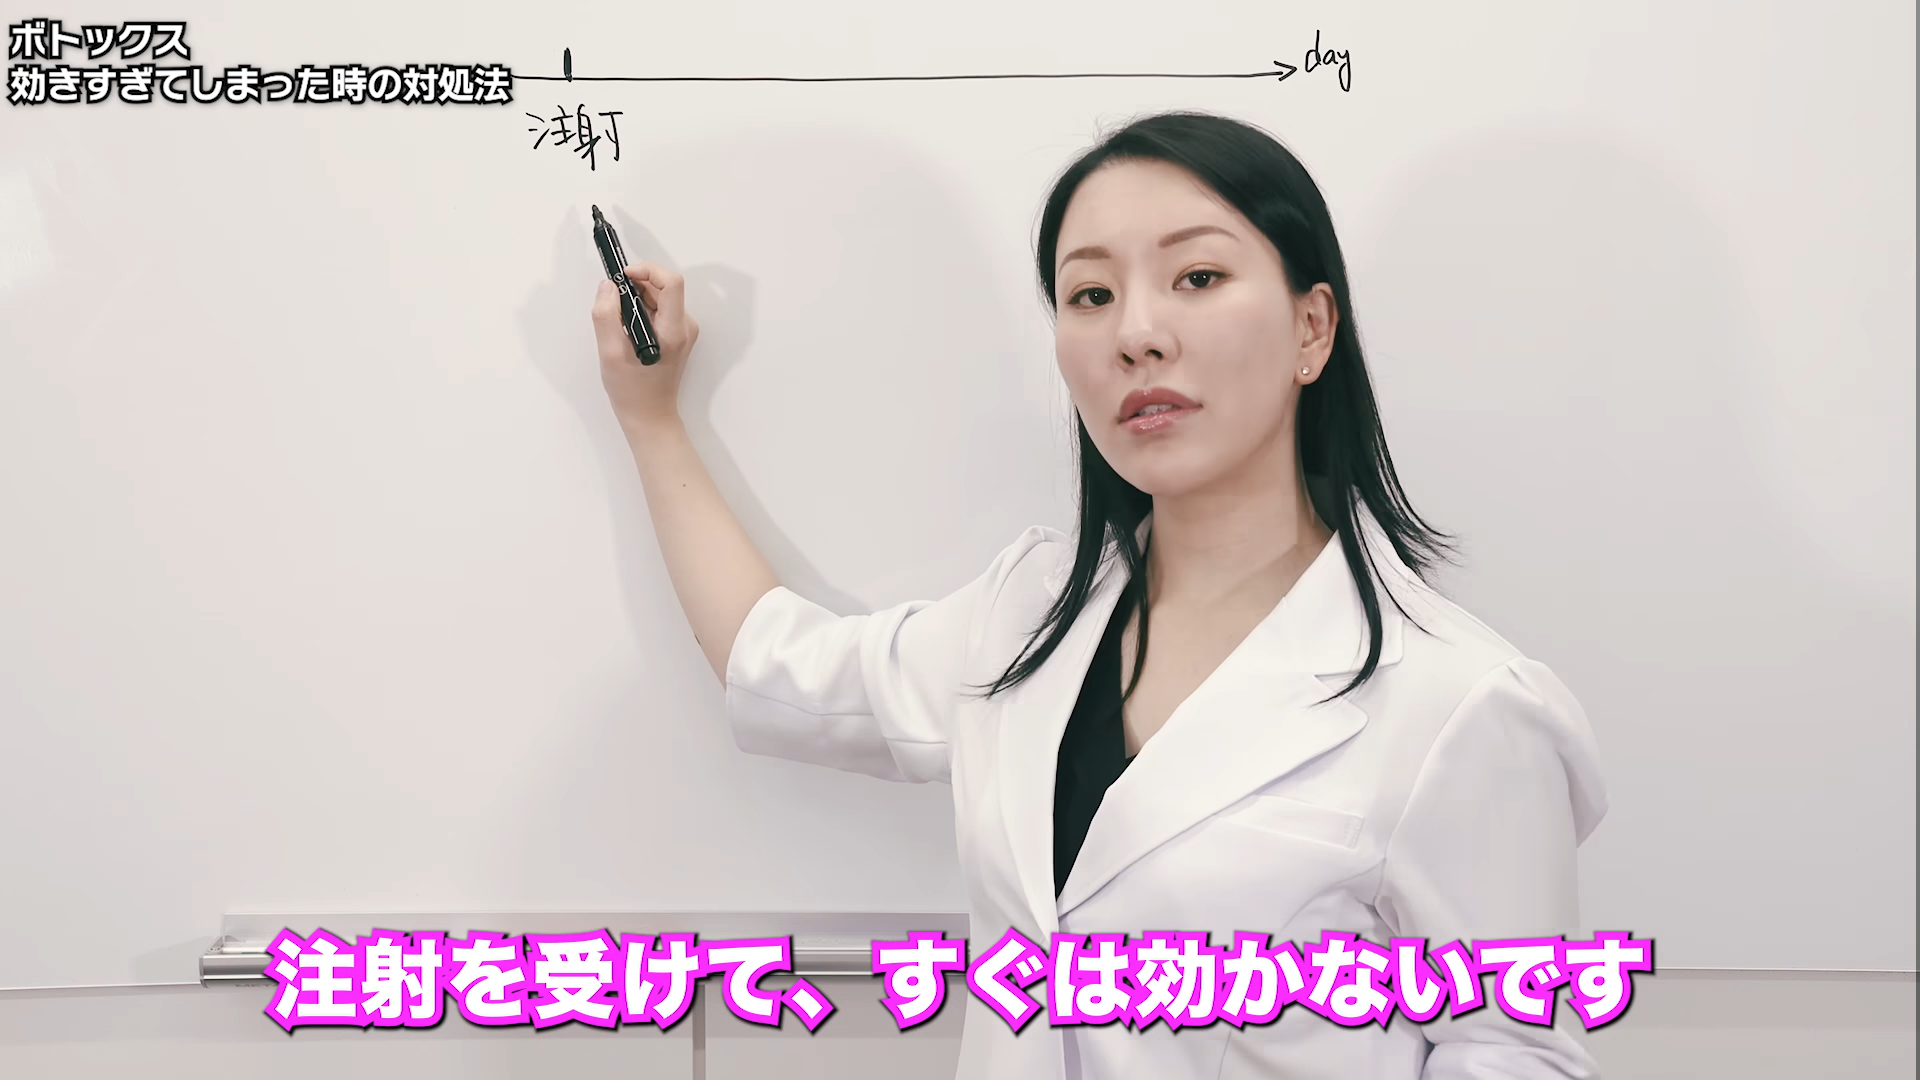 ボトックス
効きすぎてしまった時の対処法
day
注射
注射を受けて、すぐは効かないです